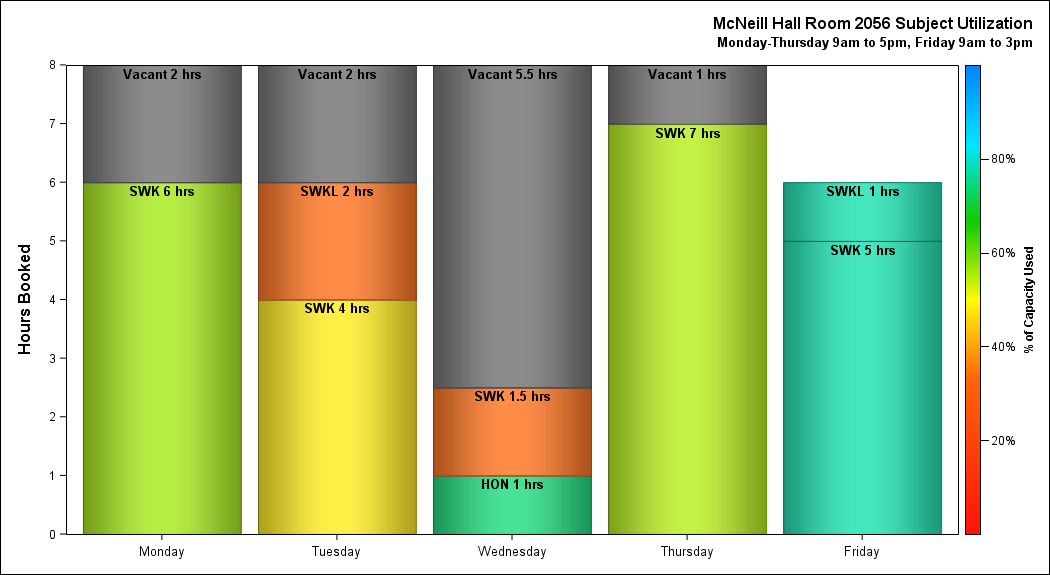 McNeill Hall Room 2056 Subject Utilization
Monday-Thursday 9am to 5pm, Friday 9am to 3pm
Hours Booked
8
7
6
5
4
3
2
1
0
Vacant 2 hrs
SWK 6 hrs
Vacant 2 hrs
SWKL 2 hrs
SWK 4 hrs
Vacant 5.5 hrs
SWK 1.5 hrs
HON 1 hrs
Vacant 1 hrs
SWK 7 hrs
SWKL 1 hrs
SWK 5 hrs
Monday
Tuesday
Wednesday
Thursday
Friday
80%
60%
40%
20%
% of Capacity Used